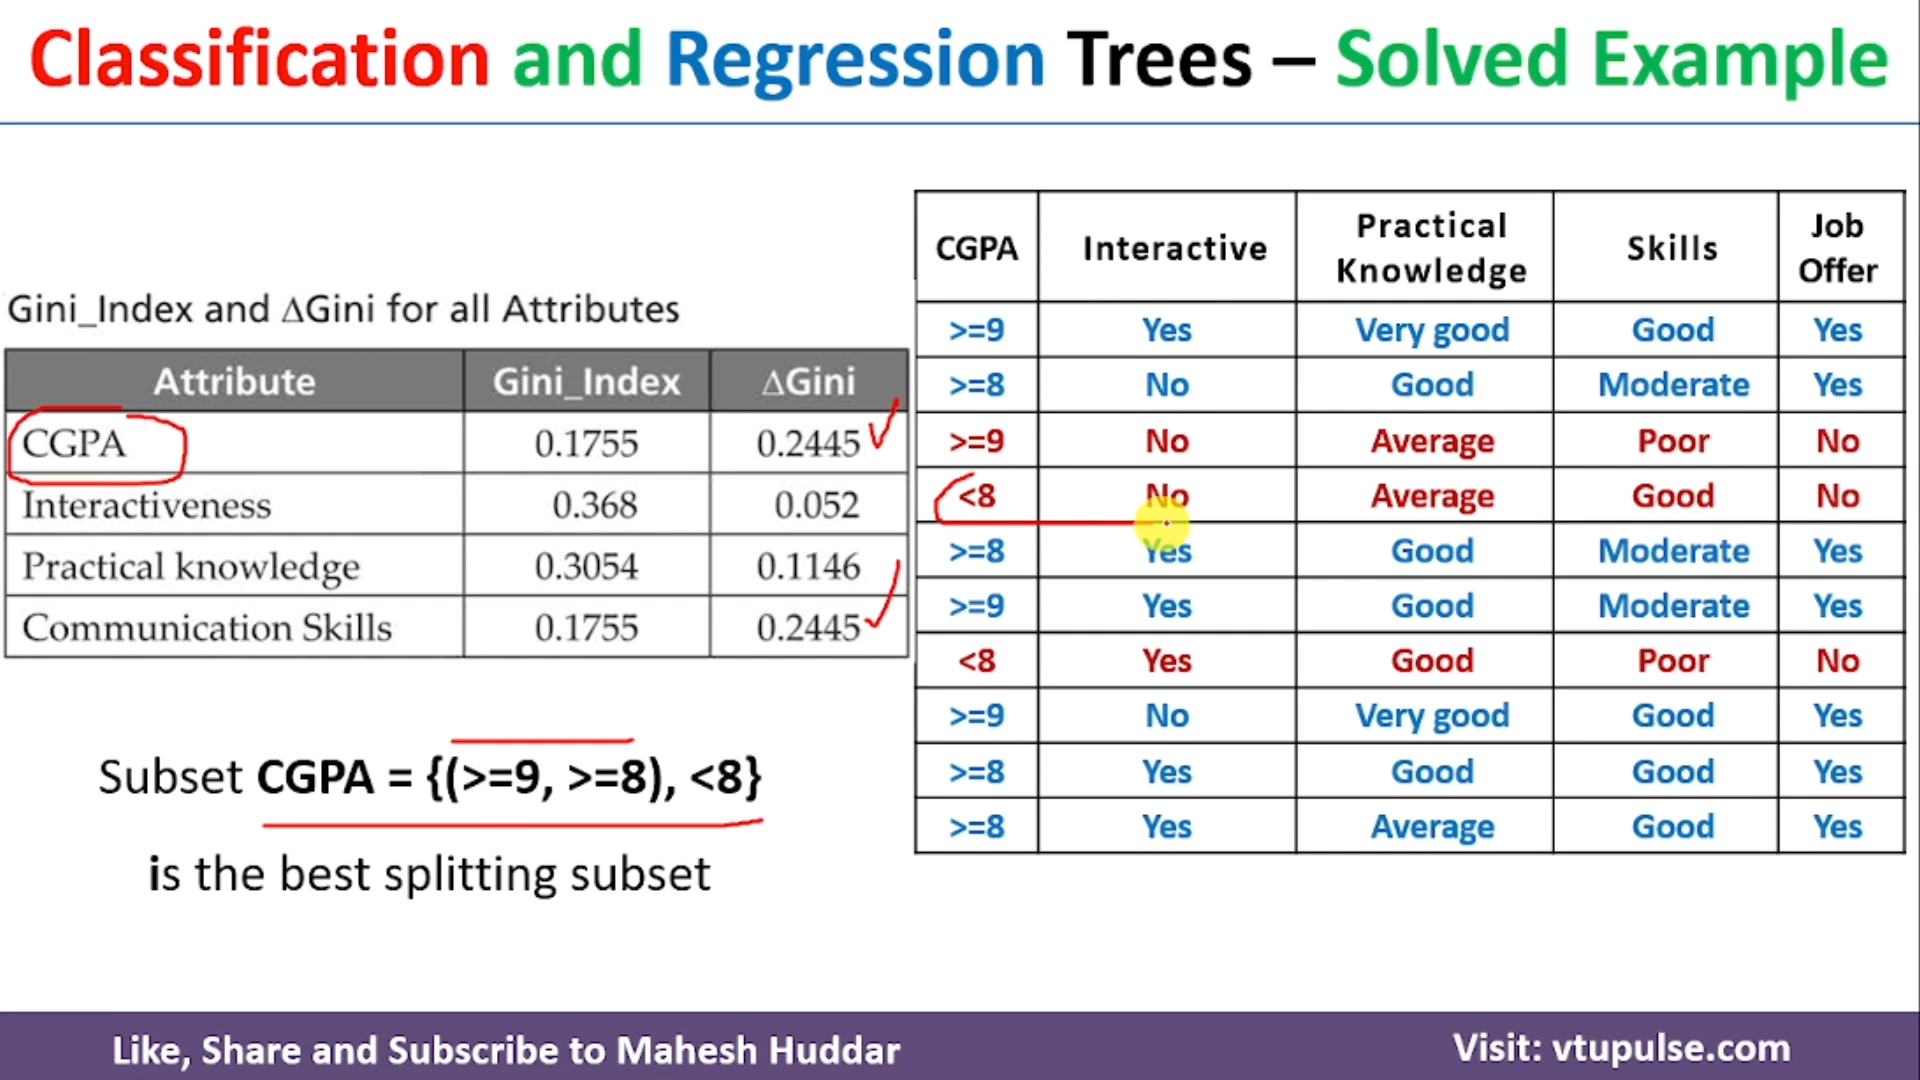 Classification and Regression Trees – Solved Example
Gini_Index and ΔGini for all Attributes
Attribute Gini_Index ΔGini
CGPA 0.1755 0.2445
Interactiveness 0.368 0.052
Practical knowledge 0.3054 0.1146
Communication Skills 0.1755 0.2445
Subset CGPA = {(>=9, >=8), <8}
is the best splitting subset
CGPA Interactive Practical Knowledge Skills Job Offer
>=9 Yes Very good Good Yes
>=8 No Good Moderate Yes
>=9 No Average Poor No
<8 No Average Good No
>=8 Yes Good Moderate Yes
>=9 Yes Good Moderate Yes
<8 Yes Good Poor No
>=9 No Very good Good Yes
>=8 Yes Good Good Yes
>=8 Yes Average Good Yes
Like, Share and Subscribe to Mahesh Huddar
Visit: vtupulse.com